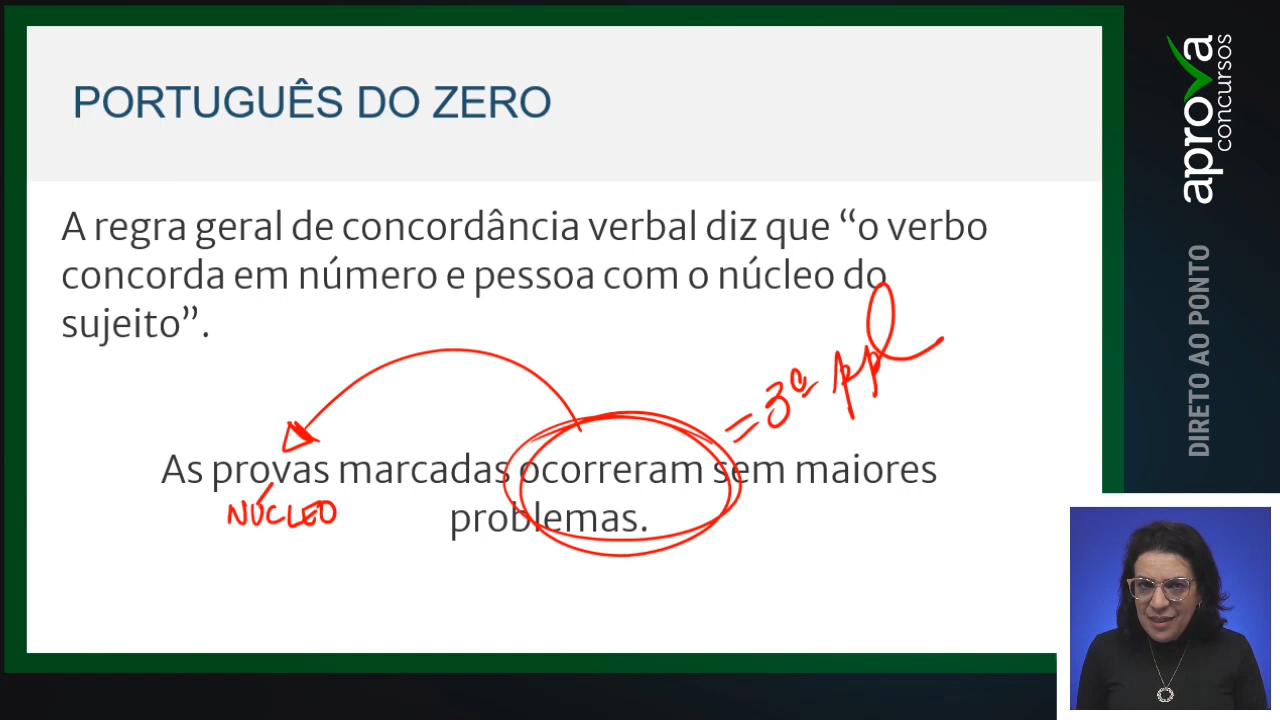 PORTUGUÊS DO ZERO
A regra geral de concordância verbal diz que “o verbo
concorda em número e pessoa com o núcleo do
sujeito”.
= 3ª ppl
As provas marcadas ocorreram sem maiores
problemas.
NÚCLEO
aprova
concursos
DIRETO AO PONTO